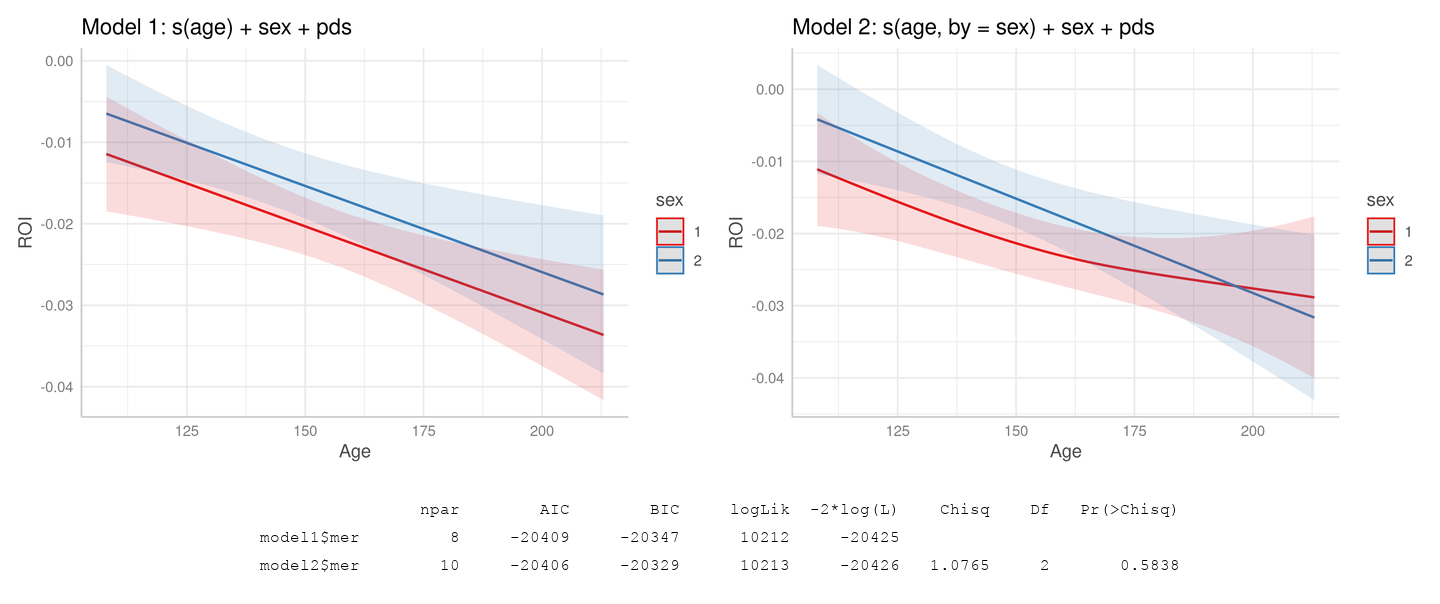 Model 1: s(age) + sex + pds
0.00
-0.01
-0.02
-0.03
-0.04
ROI
125 150 175 200
Age
sex
1
2
Model 2: s(age, by = sex) + sex + pds
0.00
-0.01
-0.02
-0.03
-0.04
ROI
125 150 175 200
Age
sex
1
2
npar AIC BIC logLik -2*log(L) Chisq Df Pr(>Chisq)
model1$mer 8 -20409 -20347 10212 -20425
model2$mer 10 -20406 -20329 10213 -20426 1.0765 2 0.5838